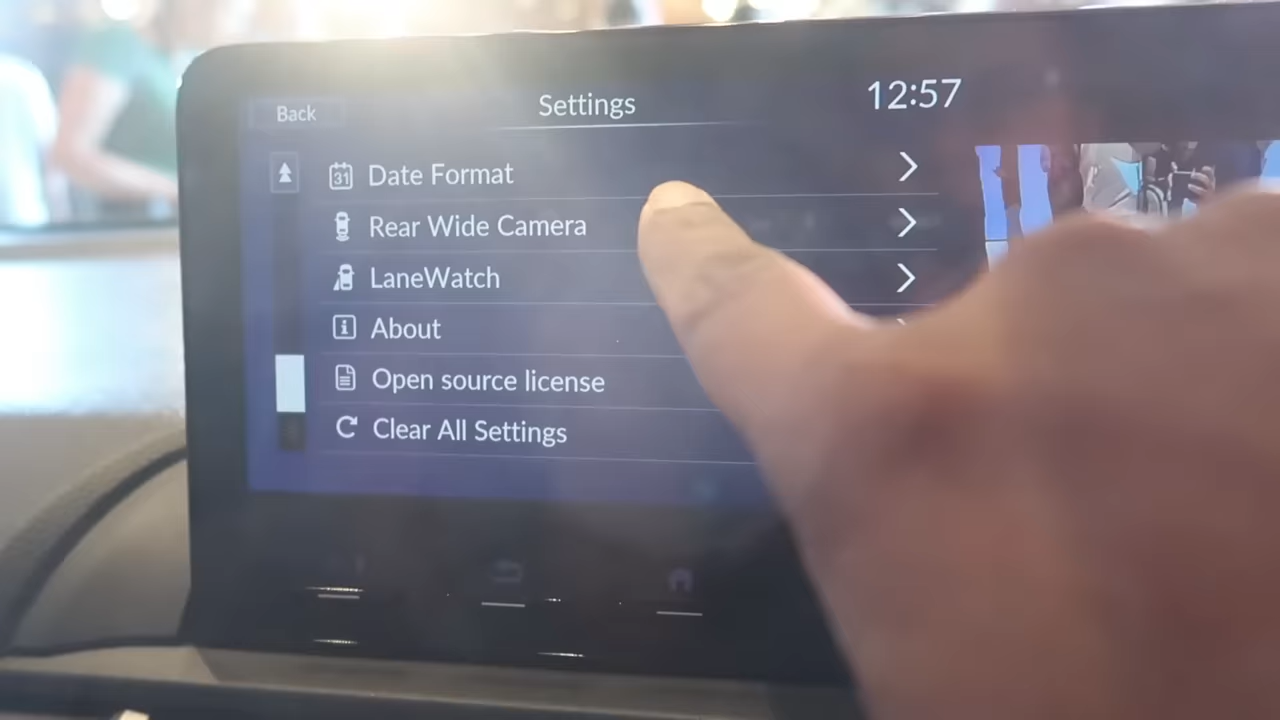 Back
Settings
12:57
31
Date Format
Rear Wide Camera
LaneWatch
About
Open source license
Clear All Settings